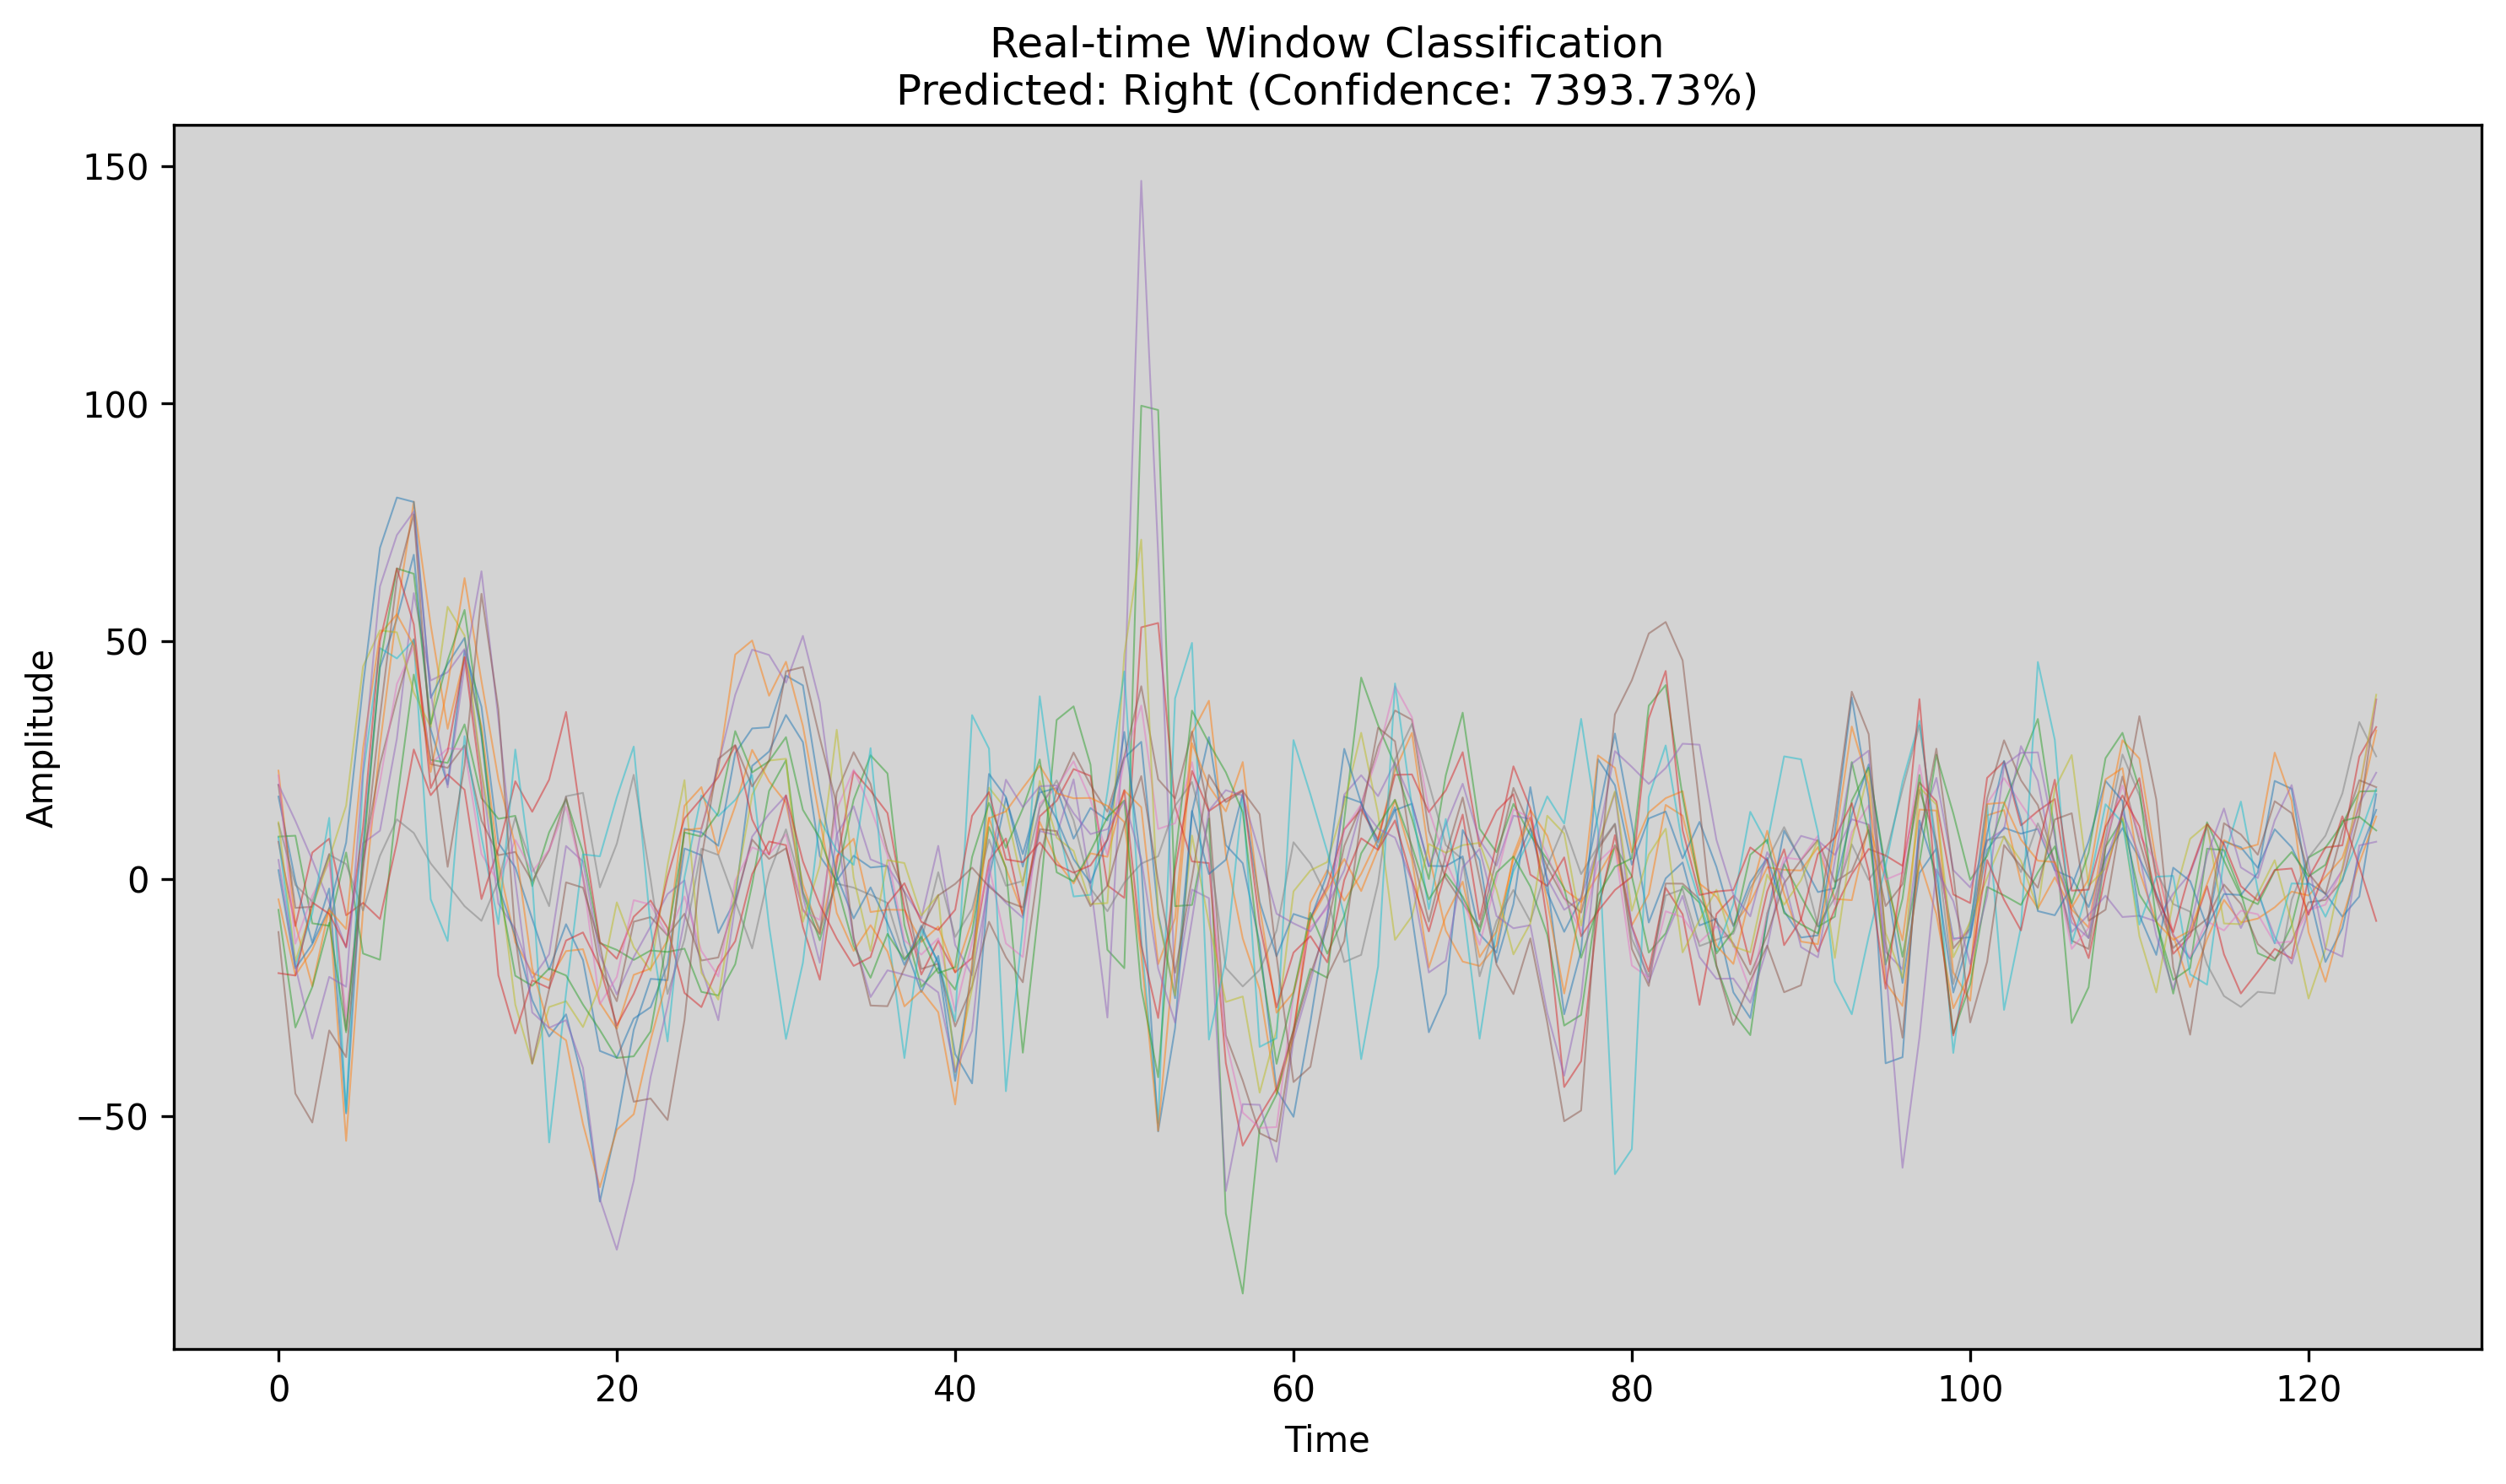 Real-time Window Classification
Predicted: Right (Confidence: 7393.73%)
150
100
50
0
−50
Amplitude
0 20 40 60 80 100 120
Time